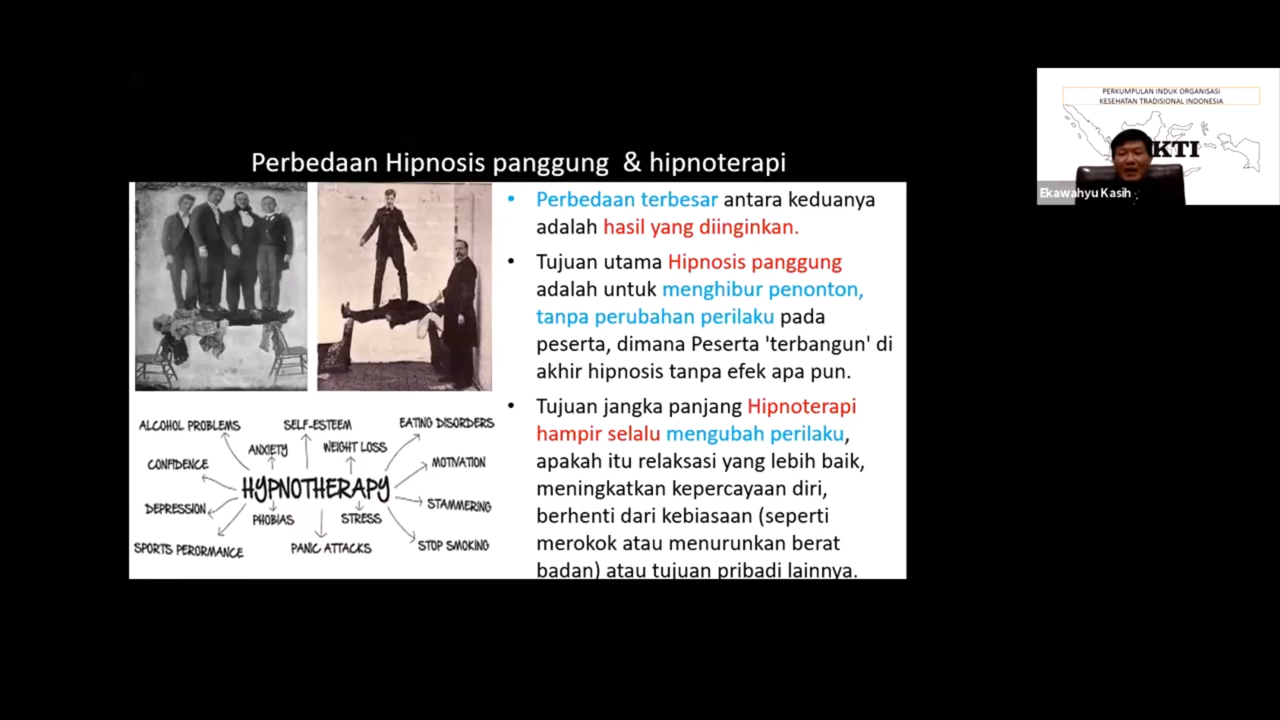 Perbedaan Hipnosis panggung & hipnoterapi
• Perbedaan terbesar antara keduanya
adalah hasil yang diinginkan.
• Tujuan utama Hipnosis panggung
adalah untuk menghibur penonton,
tanpa perubahan perilaku pada
peserta, dimana Peserta 'terbangun' di
akhir hipnosis tanpa efek apa pun.
• Tujuan jangka panjang Hipnoterapi
hampir selalu mengubah perilaku,
apakah itu relaksasi yang lebih baik,
meningkatkan kepercayaan diri,
berhenti dari kebiasaan (seperti
merokok atau menurunkan berat
badan) atau tujuan pribadi lainnya.
ALCOHOL PROBLEMS
SELF-ESTEEM
EATING DISORDERS
ANXIETY
WEIGHT LOSS
CONFIDENCE
MOTIVATION
HYPNOTHERAPY
DEPRESSION
STAMMERING
PHOBIAS
STRESS
SPORTS PERORMANCE
PANIC ATTACKS
STOP SMOKING
PERKUMPULAN INDUK ORGANISASI
KESEHATAN TRADISIONAL INDONESIA
KTI
Ekawahyu Kasih